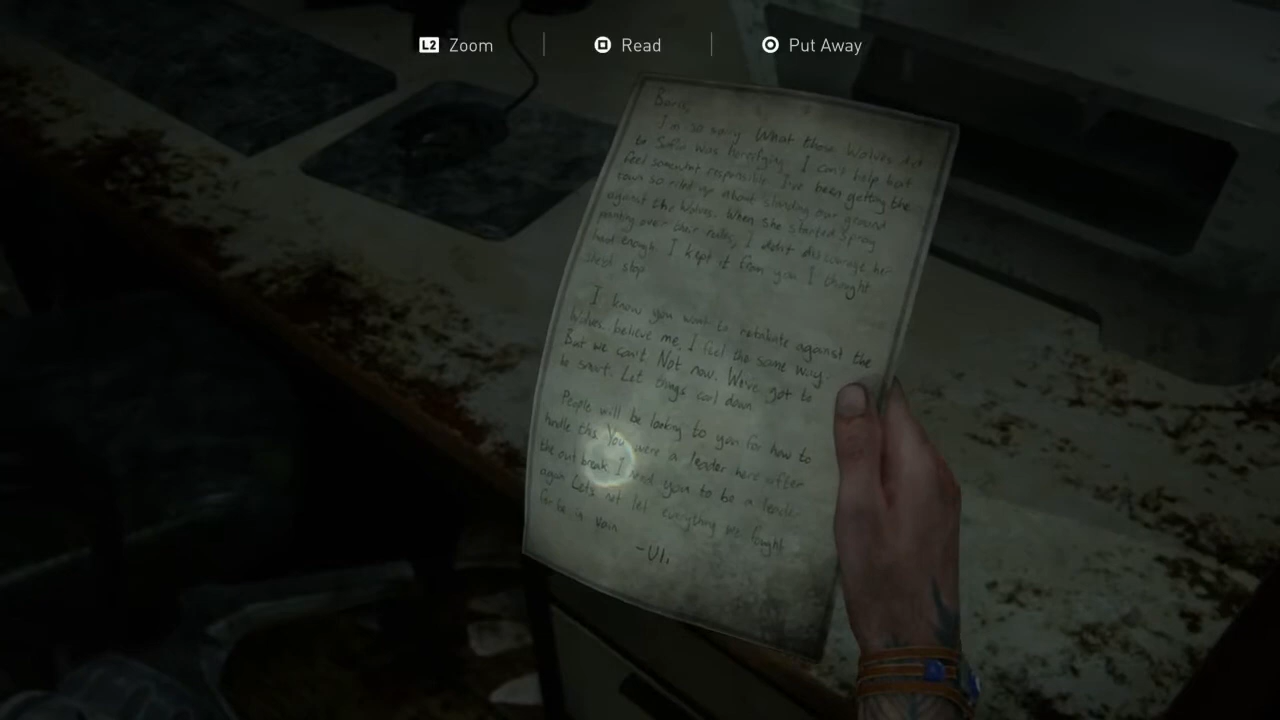 L2 Zoom
Read
Put Away
Boris,
I'm so sorry What those Wolves did
to Sofia was terrifying. I can't help but
feel somewhat responsible. I've been getting the
town so riled up about standing our ground
against the Wolves. When she started spray
painting over their rules, I didn't discourage her
hard enough. I kept it from you I thought
she'd stop
I know you want to retaliate against the
Wolves. believe me, I feel the same way.
But we can't Not now. We've got to
be smart. Let things cool down
People will be looking to you for how to
handle this. You were a leader here after
the out break I need you to be a leader
again Let's not let everything we fought
for be in vain
-Uli